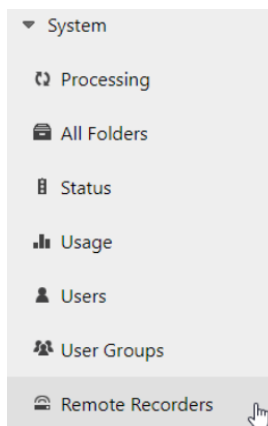 System
Processing
All Folders
Status
Usage
Users
User Groups
Remote Recorders